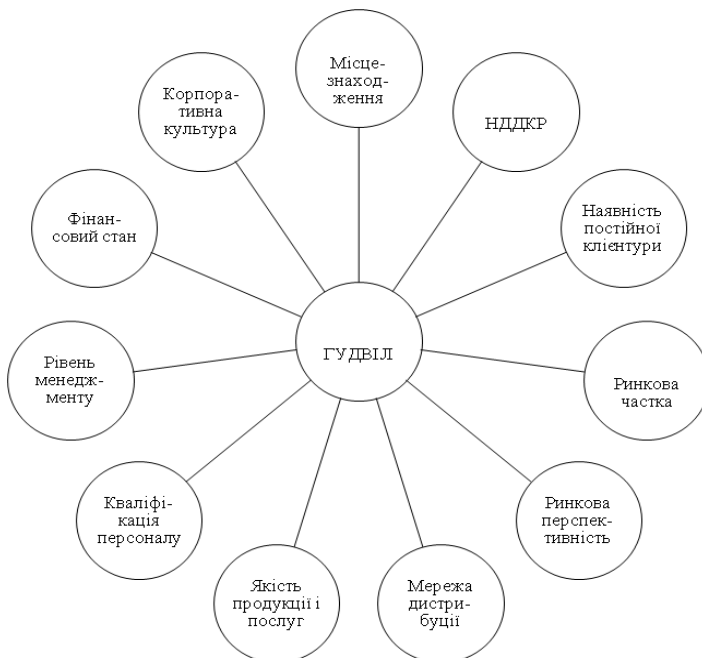 Місце-
знаход-
ження
Корпора-
тивна
культура
НДДКР
Фінан-
совий стан
Наявність
постійної
клієнтури
ГУДВІЛ
Рівень
менедж-
менту
Ринкова
частка
Кваліфі-
кація
персоналу
Ринкова
перспек-
тивність
Якість
продукції і
послуг
Мережа
дистри-
буції